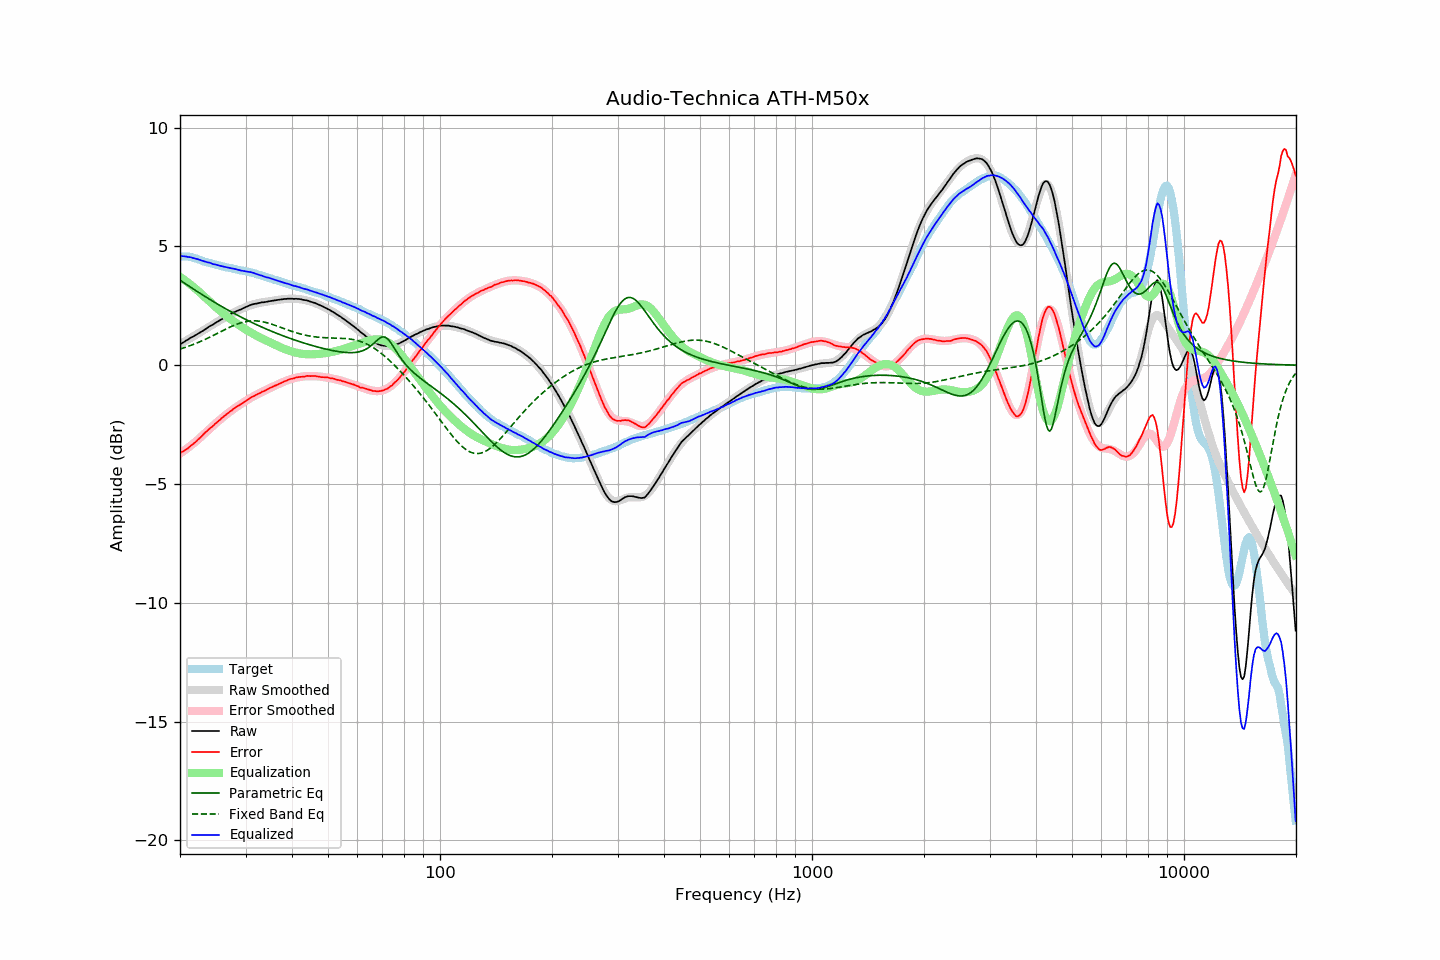 Audio-Technica ATH-M50x
10
5
0
−5
−10
−15
−20
Amplitude (dBr)
Target
Raw Smoothed
Error Smoothed
Raw
Error
Equalization
Parametric Eq
Fixed Band Eq
Equalized
100
1000
10000
Frequency (Hz)